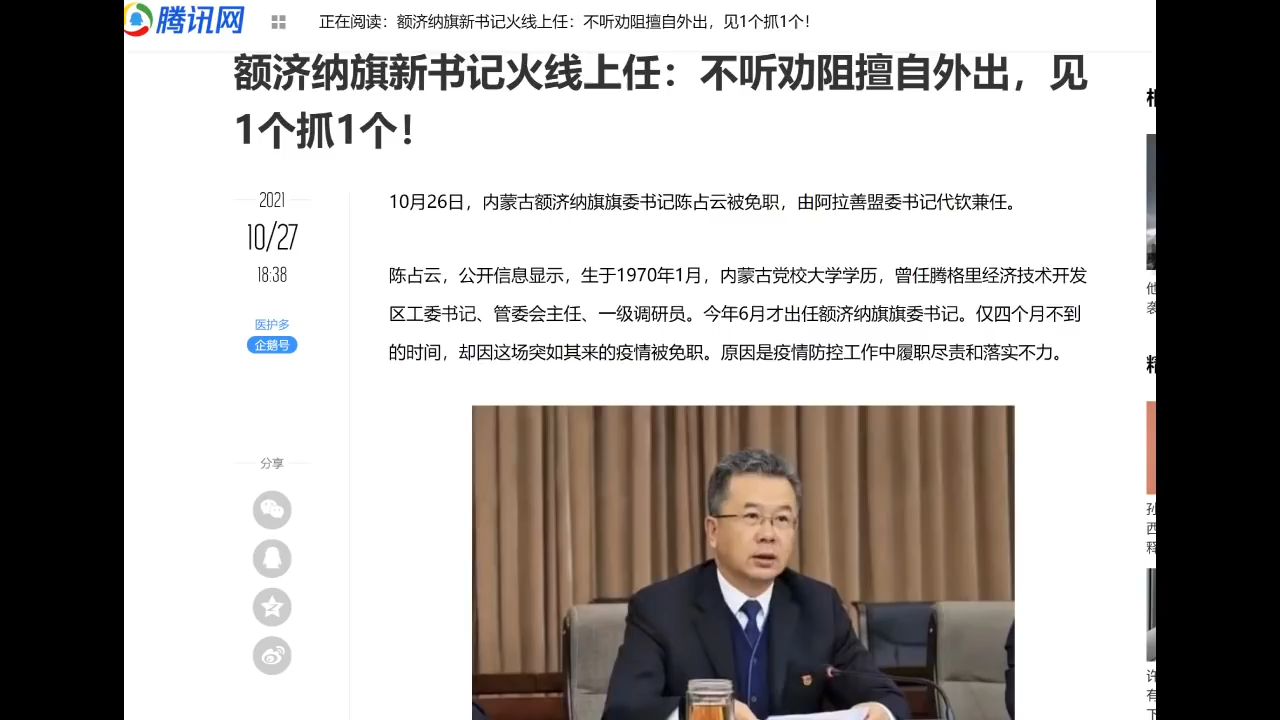 腾讯网
正在阅读：额济纳旗新书记火线上任：不听劝阻擅自外出，见1个抓1个！
额济纳旗新书记火线上任：不听劝阻擅自外出，见
1个抓1个！
2021
10/27
18:38
医护多
企鹅号
分享
10月26日，内蒙古额济纳旗旗委书记陈占云被免职，由阿拉善盟委书记代钦兼任。
陈占云，公开信息显示，生于1970年1月，内蒙古党校大学学历，曾任腾格里经济技术开发
区工委书记、管委会主任、一级调研员。今年6月才出任额济纳旗旗委书记。仅四个月不到
的时间，却因这场突如其来的疫情被免职。原因是疫情防控工作中履职尽责和落实不力。